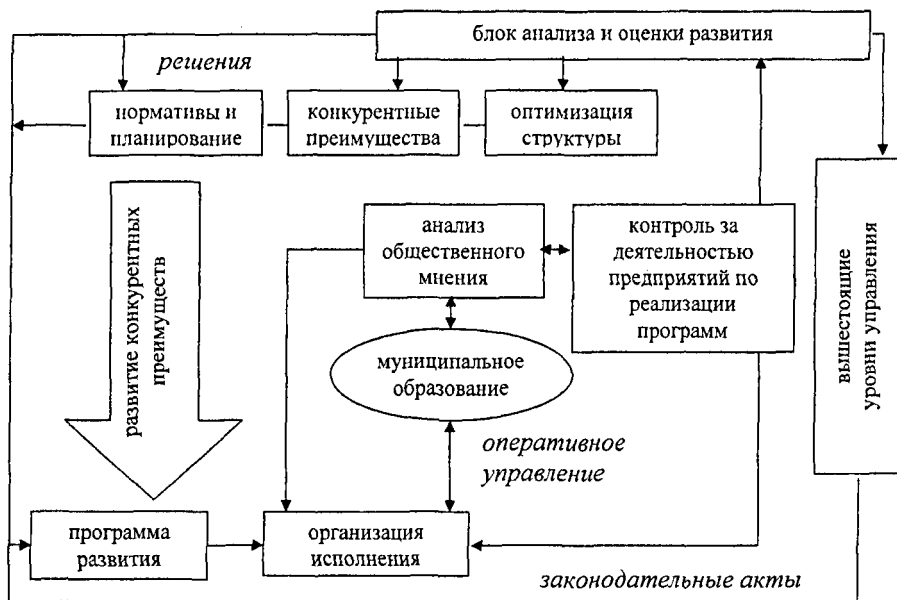 блок анализа и оценки развития
решения
нормативы и
планирование
конкурентные
преимущества
оптимизация
структуры
развитие конкурентных
преимуществ
анализ
общественного
мнения
контроль за
деятельностью
предприятий по
реализации
программ
вышестоящие
уровни управления
муниципальное
образование
оперативное
управление
программа
развития
организация
исполнения
законодательные акты